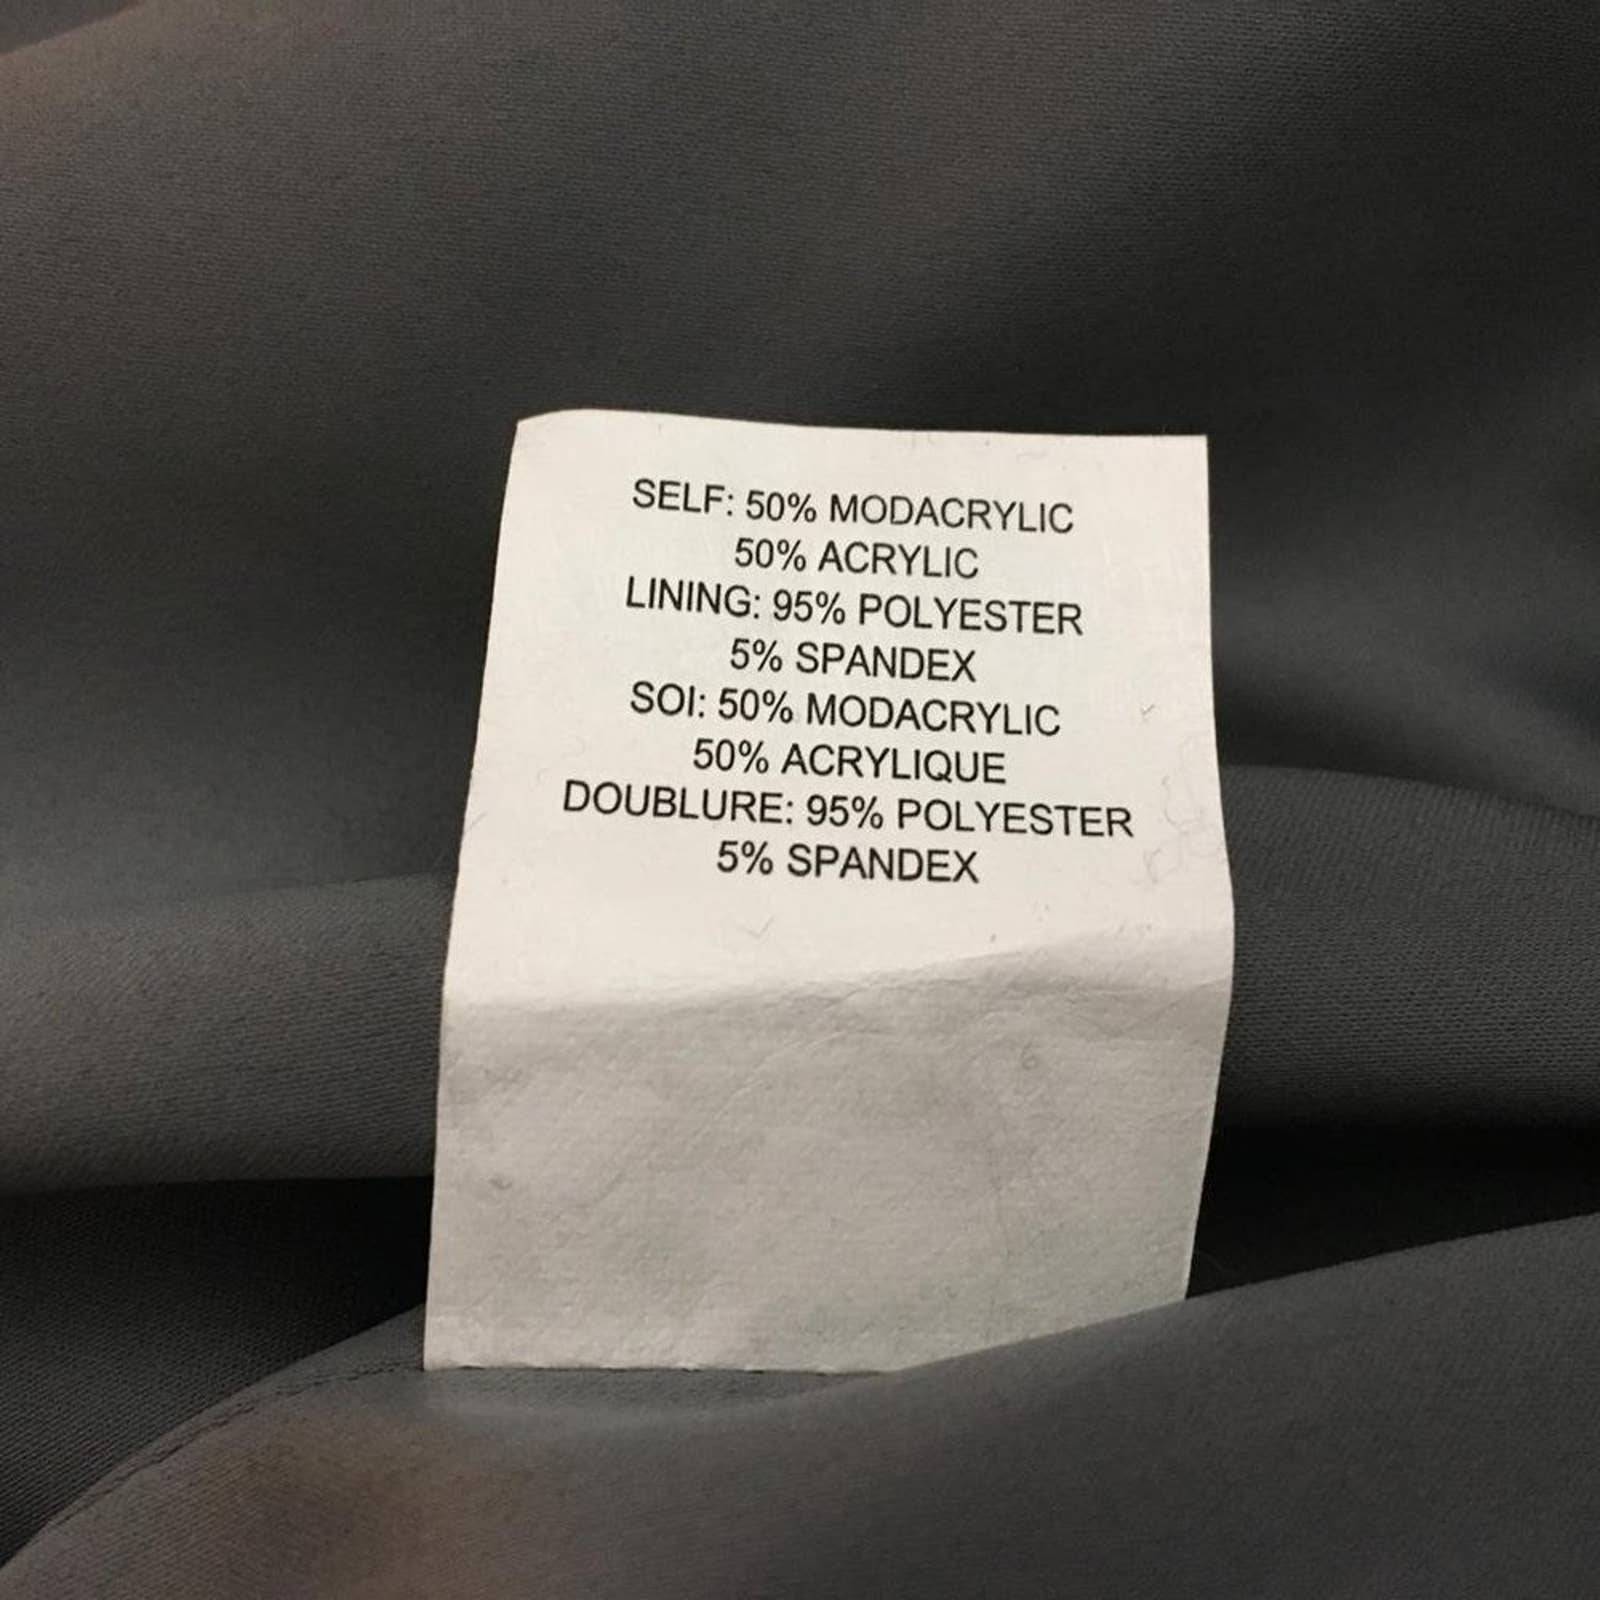 SELF: 50% MODACRYLIC
50% ACRYLIC
LINING: 95% POLYESTER
5% SPANDEX
SOI: 50% MODACRYLIC
50% ACRYLIQUE
DOUBLURE: 95% POLYESTER
5% SPANDEX